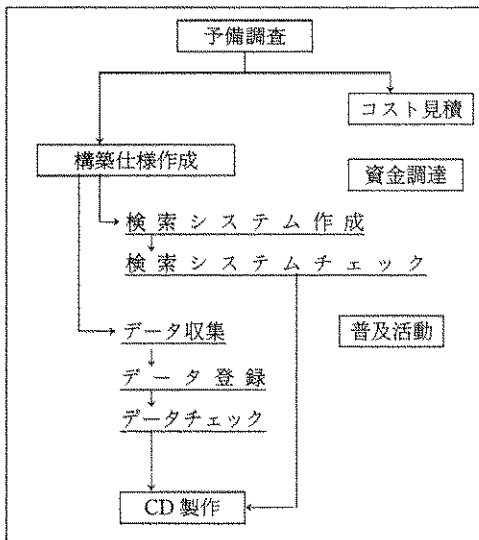 予備調査
コスト見積
構築仕様作成
資金調達
検索システム作成
検索システムチェック
データ収集
普及活動
データ登録
データチェック
CD 製作